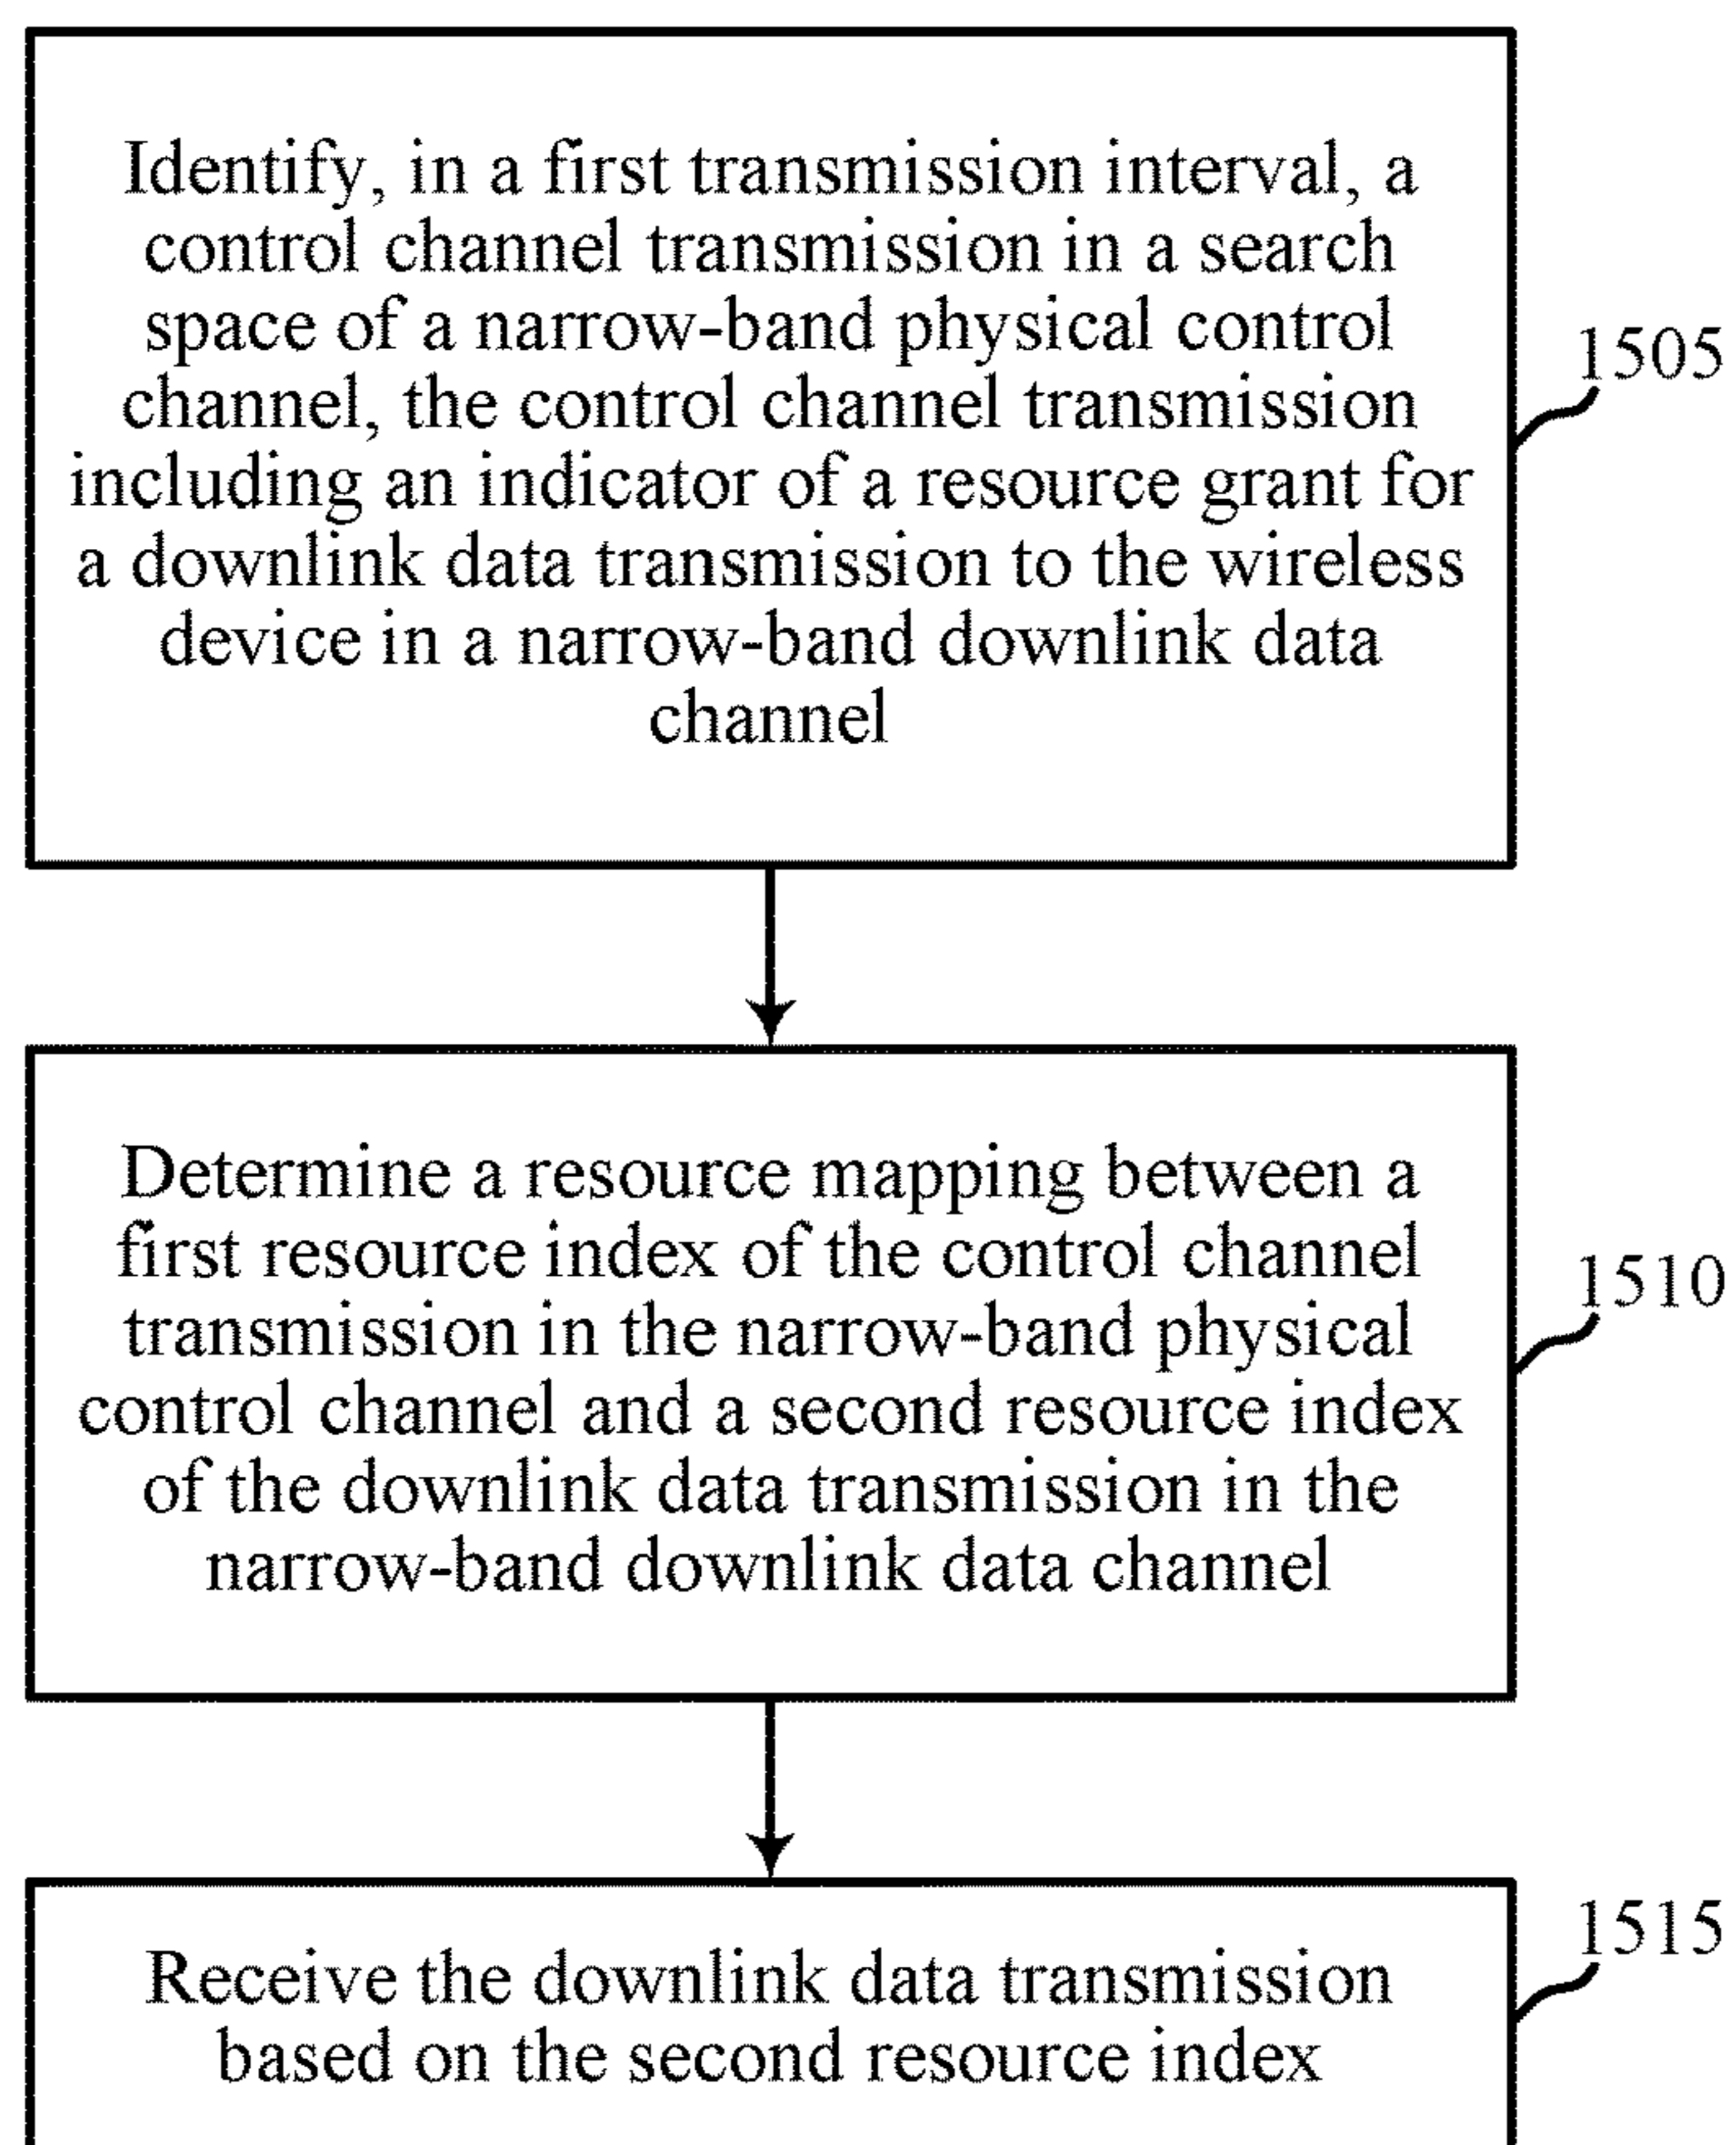 Identify, in a first transmission interval, a
control channel transmission in a search
space of a narrow-band physical control
channel, the control channel transmission
including an indicator of a resource grant for
a downlink data transmission to the wireless
device in a narrow-band downlink data
channel
1505
Determine a resource mapping between a
first resource index of the control channel
transmission in the narrow-band physical
control channel and a second resource index
of the downlink data transmission in the
narrow-band downlink data channel
1510
Receive the downlink data transmission
based on the second resource index
1515